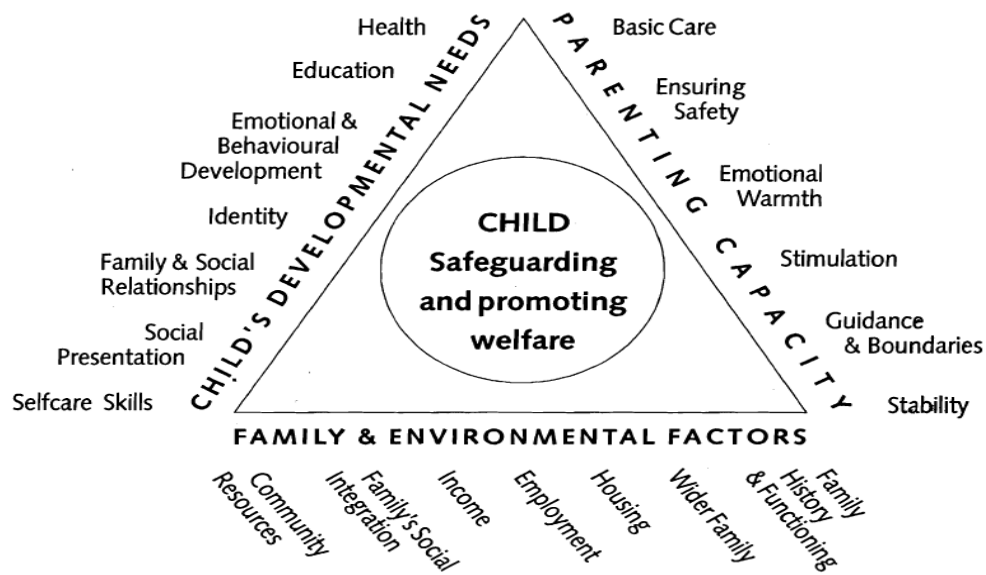 Health
Education
Emotional &
Behavioural
Development
Identity
Family & Social
Relationships
Social
Presentation
Selfcare Skills
CHILD'S DEVELOPMENTAL NEEDS
PARENTING CAPACITY
Basic Care
Ensuring
Safety
Emotional
Warmth
Stimulation
Guidance
& Boundaries
Stability
CHILD
Safeguarding
and promoting
welfare
FAMILY & ENVIRONMENTAL FACTORS
Community
Resources
Family's Social
Integration
Income
Employment
Housing
Wider Family
Family
History
& Functioning